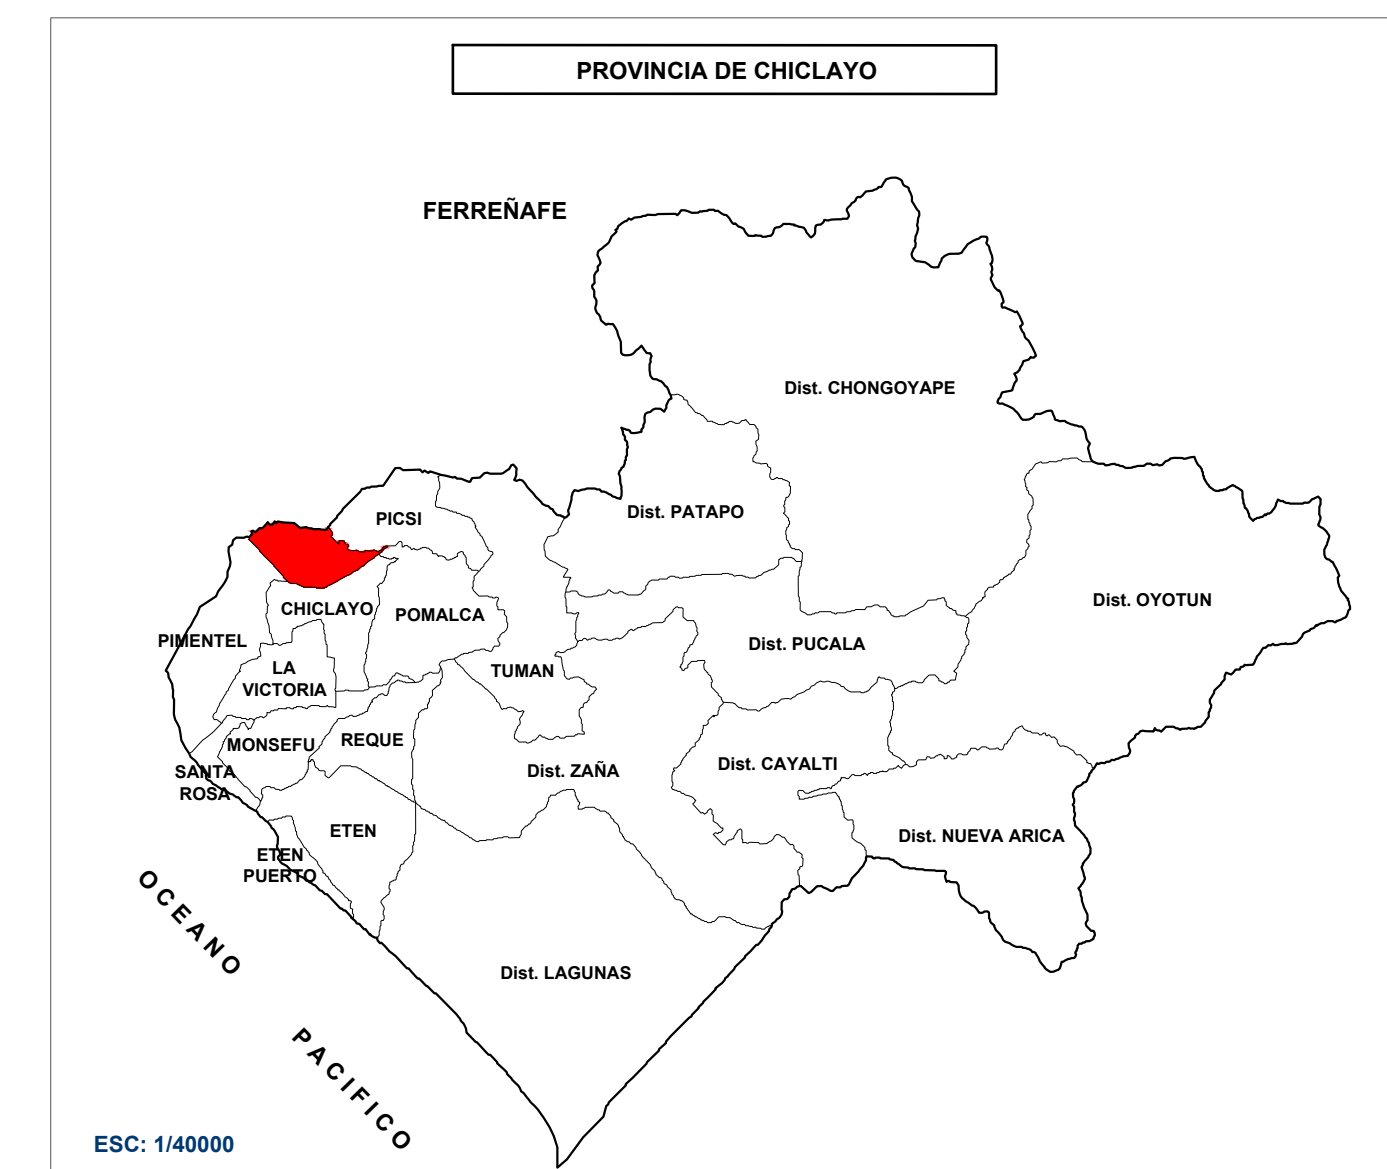 PROVINCIA DE CHICLAYO
FERREÑAFE
Dist. CHONGOYAPE
Dist. PATAPO
PICSI
Dist. OYOTUN
CHICLAYO
POMALCA
PIMENTEL
Dist. PUCALA
LA
VICTORIA
TUMAN
MONSEFU
REQUE
Dist. CAYALTI
SANTA
ROSA
Dist. ZAÑA
ETEN
Dist. NUEVA ARICA
ETEN
PUERTO
OCEANO
Dist. LAGUNAS
PACIFICO
ESC: 1/40000